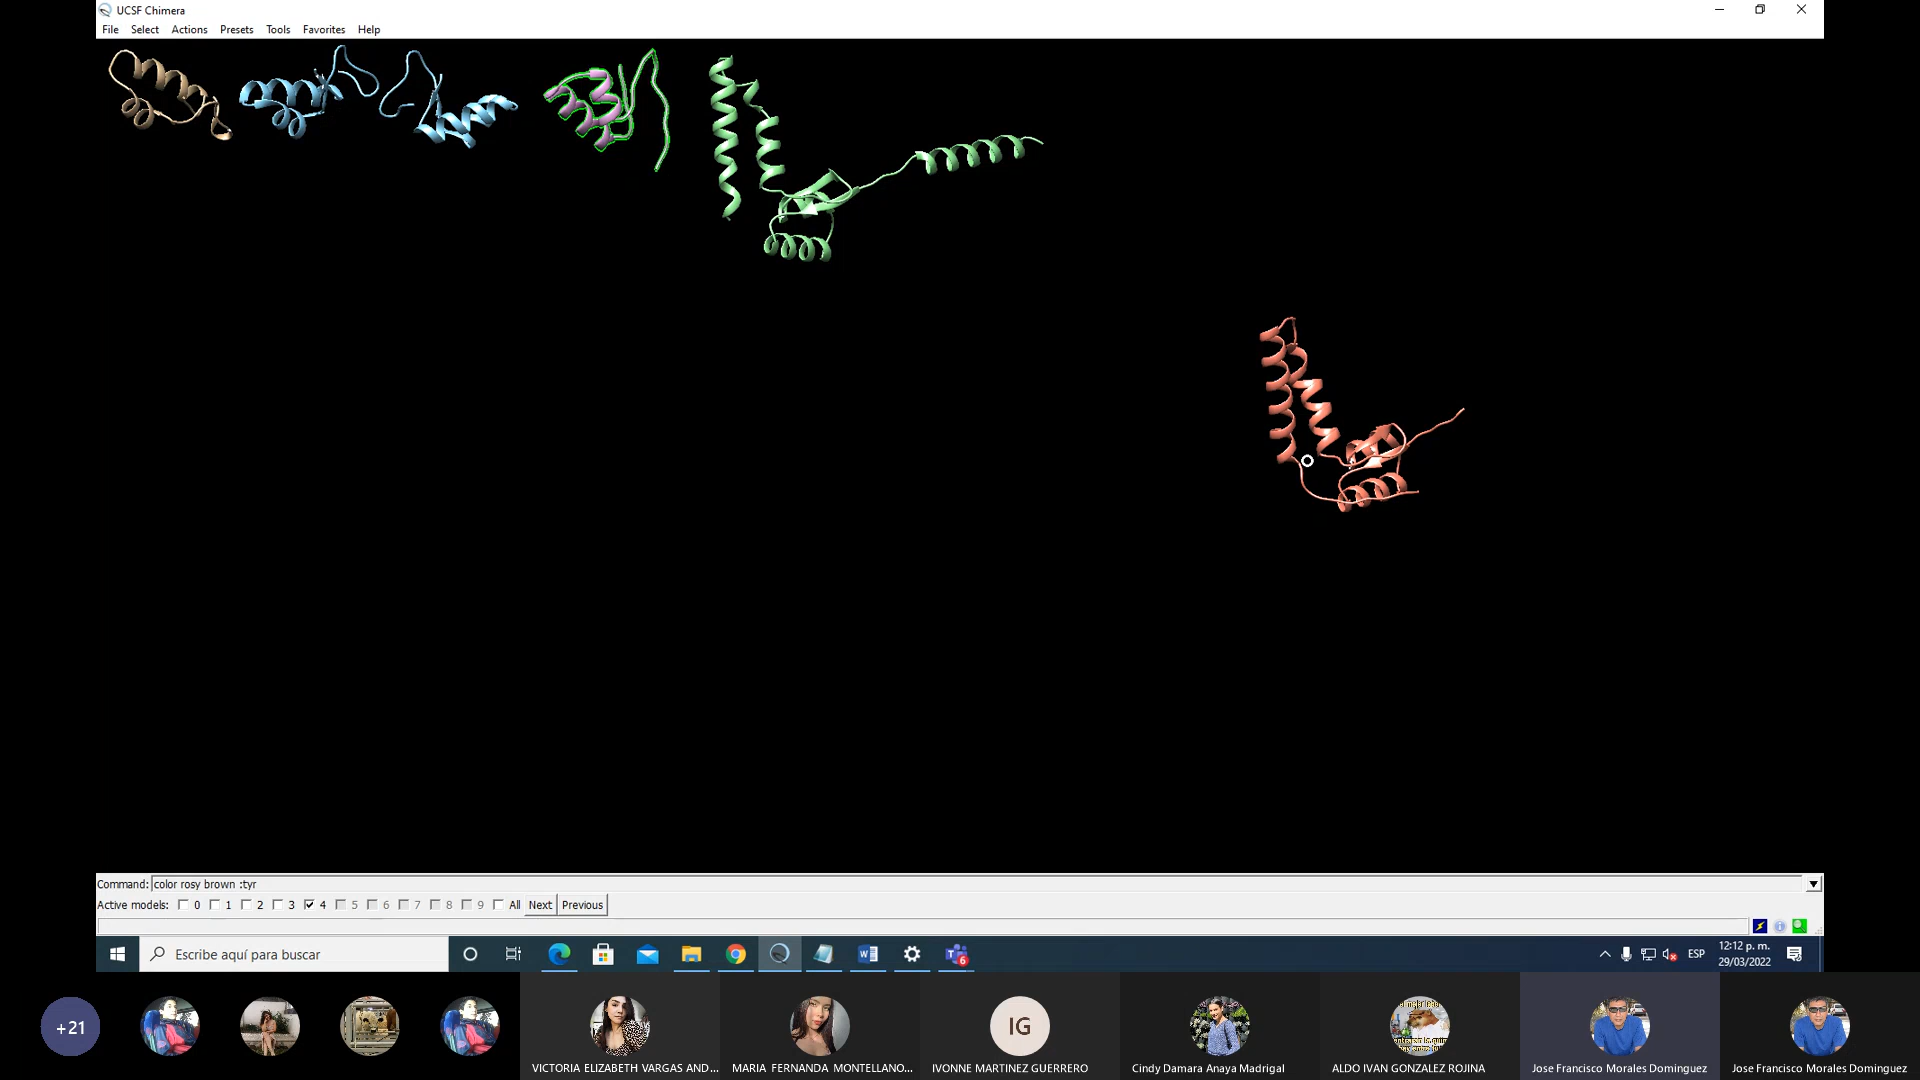 UCSF Chimera
File Select Actions Presets Tools Favorites Help
Command: color rosy brown :tyr
Active models: 0 1 2 3 4 5 6 7 8 9 All Next Previous
Escribe aquí para buscar
6
ESP
12:12 p. m.
29/03/2022
+21
IG
VICTORIA ELIZABETH VARGAS AND...
MARIA FERNANDA MONTELLANO...
IVONNE MARTINEZ GUERRERO
Cindy Damara Anaya Madrigal
ALDO IVAN GONZALEZ ROJINA
Jose Francisco Morales Dominguez
Jose Francisco Morales Dominguez